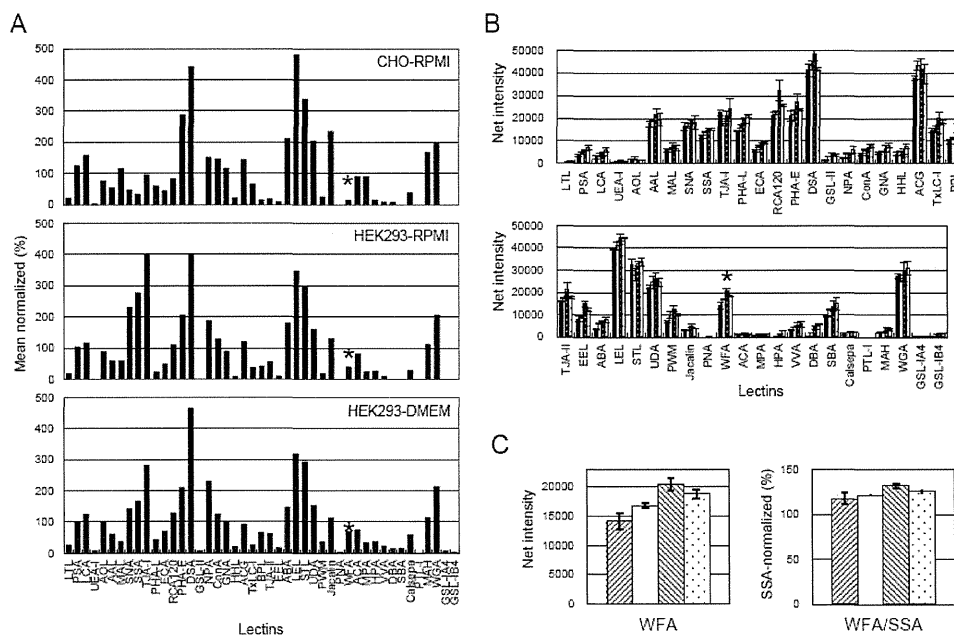 A
500
400
300
200
100
0
CHO-RPMI
*
500
400
300
200
100
0
HEK293-RPMI
*
500
400
300
200
100
0
HEK293-DMEM
*
Mean normalized (%)
LTL
PSA
LCA
UEA-I
AOL
AAL
MAL
SNA
SSA
TJA-I
PHA-L
ECA
RCA120
PHA-E
DSA
GSL-II
NPA
ConA
GNA
HHL
TxLC-I
BPL
TJA-II
EEL
ABA
LEL
STL
UDA
PWM
Jacalin
PNA
WFA
ACA
MPA
HPA
VVA
DBA
SBA
Calsepa
PTL-I
MAH
WGA
GSL-IA4
GSL-IB4
Lectins
B
50000
40000
30000
20000
10000
0
Net intensity
LTL
PSA
LCA
UEA-I
AOL
AAL
MAL
SNA
SSA
TJA-I
PHA-L
ECA
RCA120
PHA-E
DSA
GSL-II
NPA
ConA
GNA
HHL
ACG
TxLC-I
50000
40000
30000
20000
10000
0
Net intensity
*
TJA-II
EEL
ABA
LEL
STL
UDA
PWM
Jacalin
PNA
WFA
ACA
MPA
HPA
VVA
DBA
SBA
Calsepa
PTL-I
MAH
WGA
GSL-IA4
GSL-IB4
Lectins
C
20000
15000
10000
5000
0
Net intensity
WFA
150
100
50
0
SSA-normalized (%)
WFA/SSA